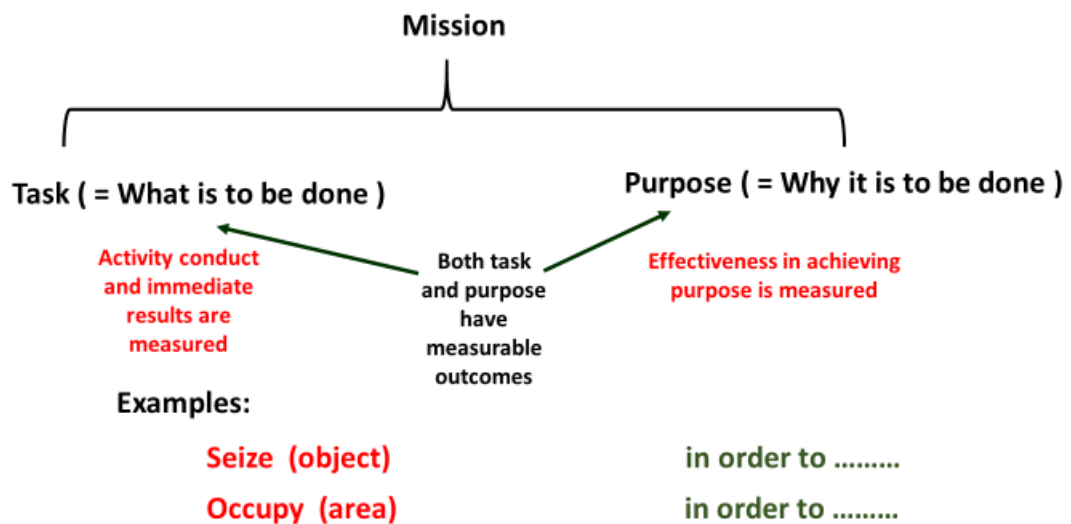 Mission
Task ( = What is to be done )
Purpose ( = Why it is to be done )
Activity conduct
and immediate
results are
measured
Both task
and purpose
have
measurable
outcomes
Effectiveness in achieving
purpose is measured
Examples:
Seize (object)
in order to .........
Occupy (area)
in order to .........